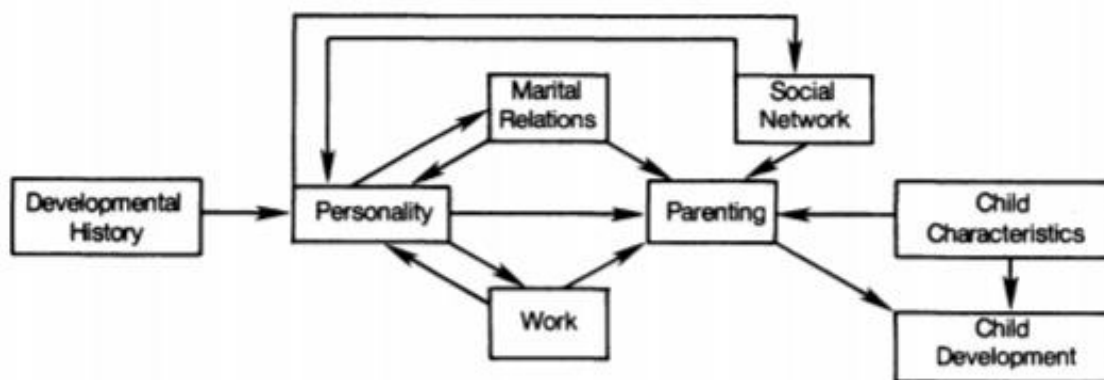 Marital
Relations
Social
Network
Developmental
History
Personality
Parenting
Child
Characteristics
Work
Child
Development